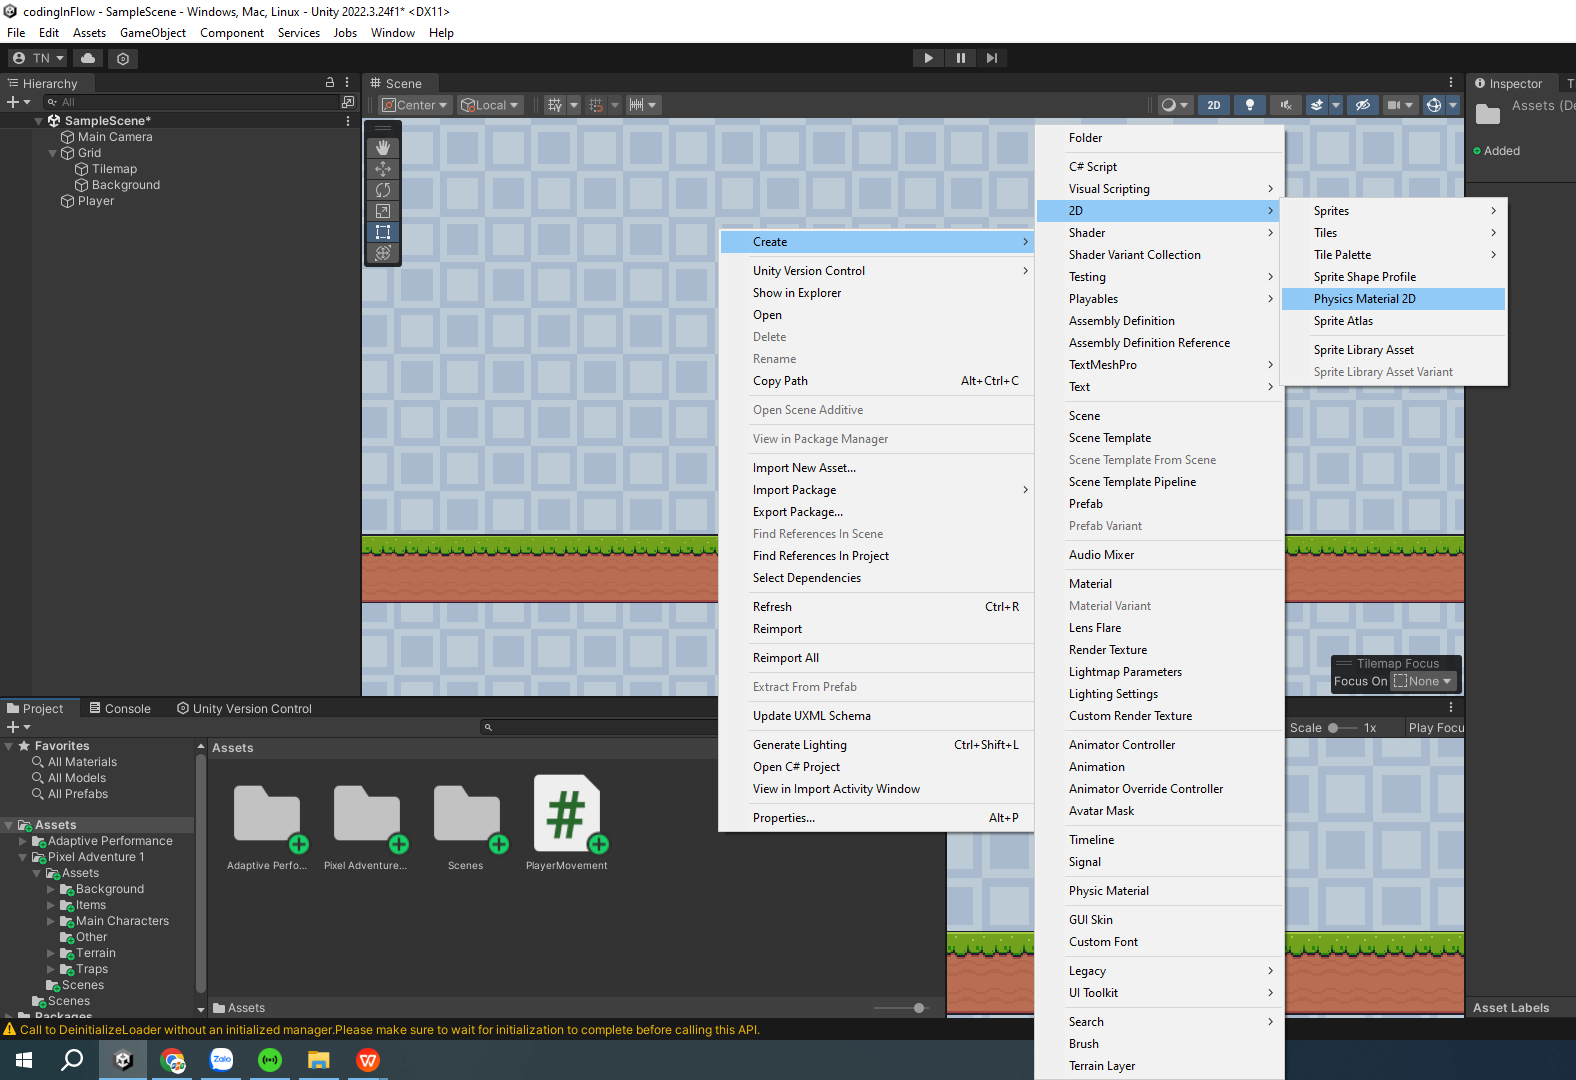 codingInFlow - SampleScene - Windows, Mac, Linux - Unity 2022.3.24f1* <DX11>
File Edit Assets GameObject Component Services Jobs Window Help
TN
Hierarchy
All
SampleScene*
Main Camera
Grid
Tilemap
Background
Player
Scene
Center
Local
2D
Inspector
Assets (De
Added
Create
Unity Version Control
Show in Explorer
Open
Delete
Rename
Copy Path Alt+Ctrl+C
Open Scene Additive
View in Package Manager
Import New Asset...
Import Package
Export Package...
Find References In Scene
Find References In Project
Select Dependencies
Refresh Ctrl+R
Reimport
Reimport All
Extract From Prefab
Update UXML Schema
Generate Lighting Ctrl+Shift+L
Open C# Project
View in Import Activity Window
Properties... Alt+P
Folder
C# Script
Visual Scripting
2D
Shader
Shader Variant Collection
Testing
Playables
Assembly Definition
Assembly Definition Reference
TextMeshPro
Text
Scene
Scene Template
Scene Template From Scene
Scene Template Pipeline
Prefab
Prefab Variant
Audio Mixer
Material
Material Variant
Lens Flare
Render Texture
Lightmap Parameters
Lighting Settings
Custom Render Texture
Animator Controller
Animation
Animator Override Controller
Avatar Mask
Timeline
Signal
Physic Material
GUI Skin
Custom Font
Legacy
UI Toolkit
Search
Brush
Terrain Layer
Sprites
Tiles
Tile Palette
Sprite Shape Profile
Physics Material 2D
Sprite Atlas
Sprite Library Asset
Sprite Library Asset Variant
Tilemap Focus
Focus On None
Project
Console
Unity Version Control
Favorites
All Materials
All Models
All Prefabs
Assets
Adaptive Performance
Pixel Adventure 1
Assets
Background
Items
Main Characters
Other
Terrain
Traps
Scenes
Scenes
Packages
Assets
Adaptive Perfo...
Pixel Adventure...
Scenes
#
PlayerMovement
Assets
Scale 1x Play Focu
Asset Labels
Call to DeinitializeLoader without an initialized manager.Please make sure to wait for initialization to complete before calling this API.
Zalo